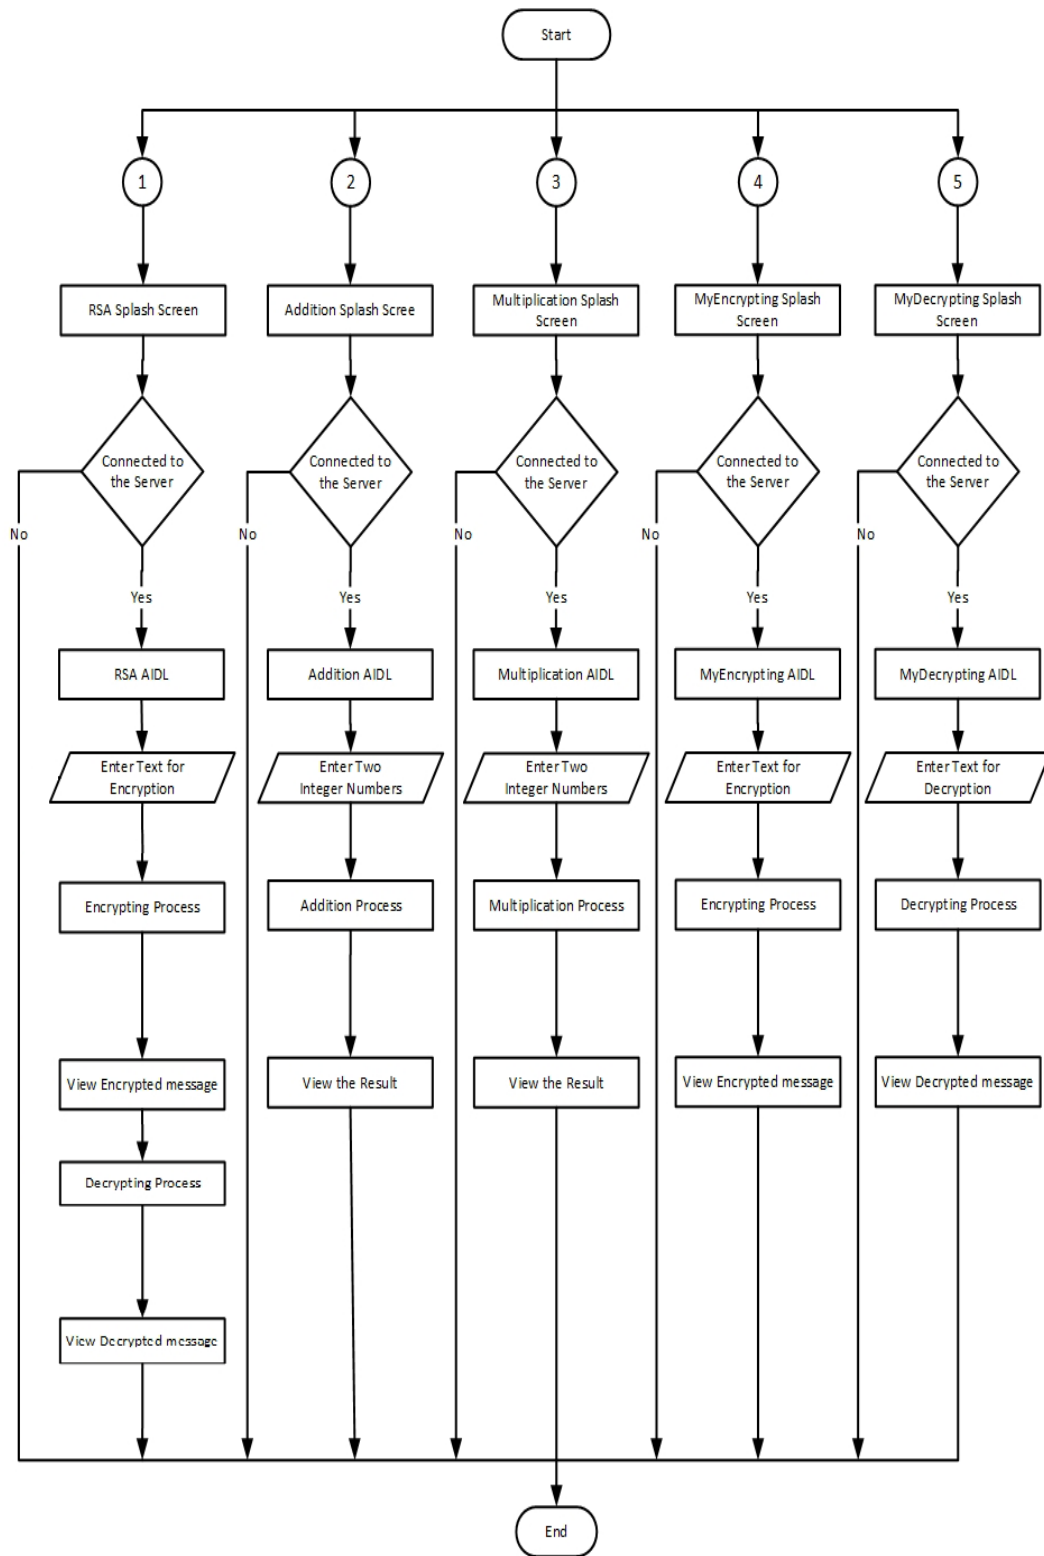 Start
1
2
3
4
5
RSA Splash Screen
Addition Splash Scree
Multiplication Splash
Screen
MyEncrypting Splash
Screen
MyDecrypting Splash
Screen
Connected to
the Server
Connected to
the Server
Connected to
the Server
Connected to
the Server
Connected to
the Server
No
No
No
No
No
Yes
Yes
Yes
Yes
Yes
RSA AIDL
Addition AIDL
Multiplication AIDL
MyEncrypting AIDL
MyDecrypting AIDL
Enter Text for
Encryption
Enter Two
Integer Numbers
Enter Two
Integer Numbers
Enter Text for
Encryption
Enter Text for
Decryption
Encrypting Process
Addition Process
Multiplication Process
Encrypting Process
Decrypting Process
View Encrypted message
View the Result
View the Result
View Encrypted message
View Decrypted message
Decrypting Process
View Decrypted message
End